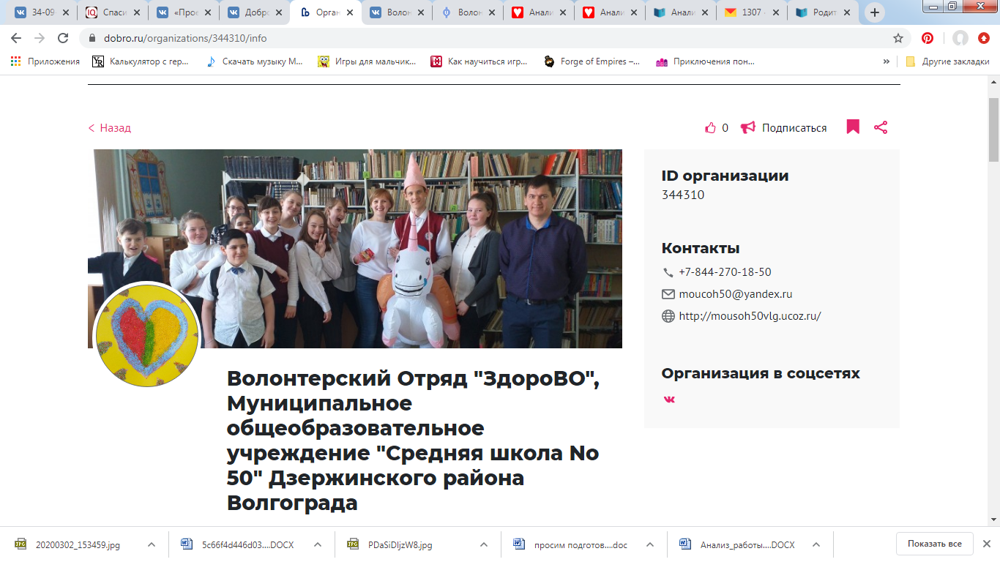 34-09
Спаси
«Прое
Добро
Орган
Волон
Волон
Анали
Анали
Анали
1307
Родит
dobro.ru/organizations/344310/info
Приложения
Калькулятор с гер...
Скачать музыку М...
Игры для мальчик...
Как научиться игр...
Forge of Empires –...
Приключения пон...
»
Другие закладки
< Назад
0 Подписаться
ID организации
344310
Контакты
+7-844-270-18-50
moucoh50@yandex.ru
http://mousoh50vlg.ucoz.ru/
Организация в соцсетях
Волонтерский Отряд "ЗдороВО",
Муниципальное
общеобразовательное
учреждение "Средняя школа No
50" Дзержинского района
Волгограда
20200302_153459.jpg
5c66f4d446d03....DOCX
PDaSiDIjzW8.jpg
просим подготов....doc
Анализ_работы....DOCX
Показать все